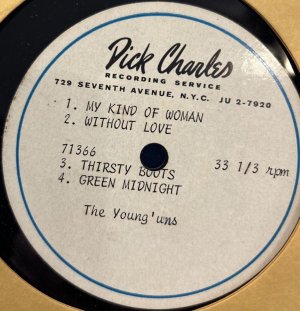 Dick Charles
RECORDING SERVICE
729 SEVENTH AVENUE, N.Y.C. JU 2-7920
1. MY KIND OF WOMAN
2. WITHOUT LOVE
71366
3. THIRSTY BOOTS 33 1/3 rpm
4. GREEN MIDNIGHT
The Young'uns